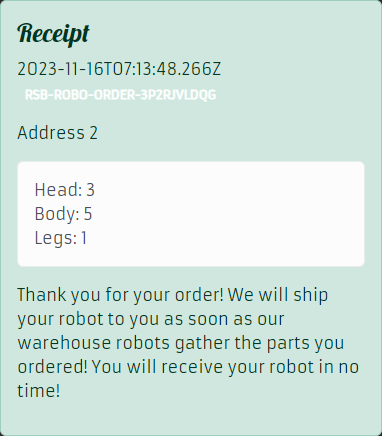 Receipt
2023-11-16T07:13:48.266Z
RSB-ROBO-ORDER-3P2RJVLDQG
Address 2
Head: 3
Body: 5
Legs: 1
Thank you for your order! We will ship
your robot to you as soon as our
warehouse robots gather the parts you
ordered! You will receive your robot in no
time!